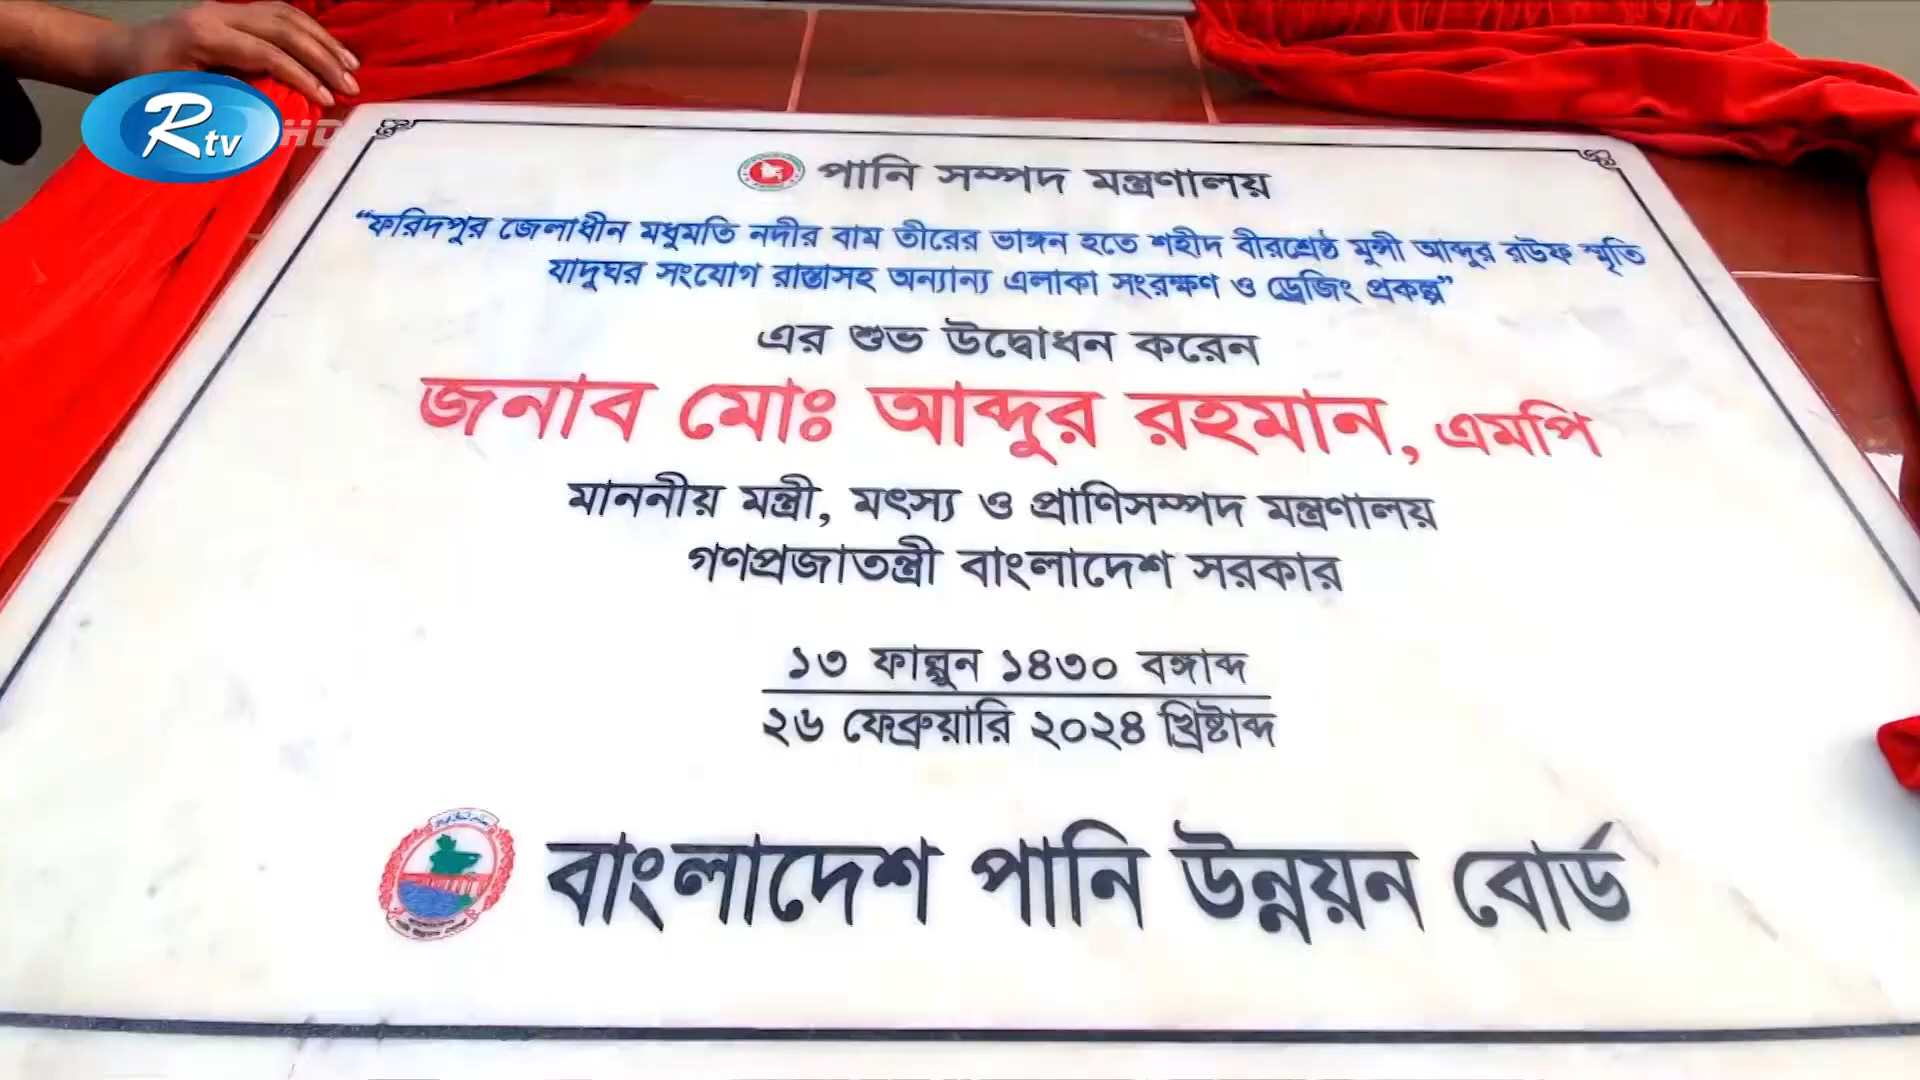 Rtv HD
পানি সম্পদ মন্ত্রণালয়
“ফরিদপুর জেলাধীন মধুমতি নদীর বাম তীরের ভাঙ্গন হতে শহীদ বীরশ্রেষ্ঠ মুন্সী আব্দুর রউফ স্মৃতি
যাদুঘর সংযোগ রাস্তাসহ অন্যান্য এলাকা সংরক্ষণ ও ড্রেজিং প্রকল্প”
এর শুভ উদ্বোধন করেন
জনাব মোঃ আব্দুর রহমান, এমপি
মাননীয় মন্ত্রী, মৎস্য ও প্রাণিসম্পদ মন্ত্রণালয়
গণপ্রজাতন্ত্রী বাংলাদেশ সরকার
১৩ ফাল্গুন ১৪৩০ বঙ্গাব্দ
২৬ ফেব্রুয়ারি ২০২৪ খ্রিষ্টাব্দ
বাংলাদেশ পানি উন্নয়ন বোর্ড